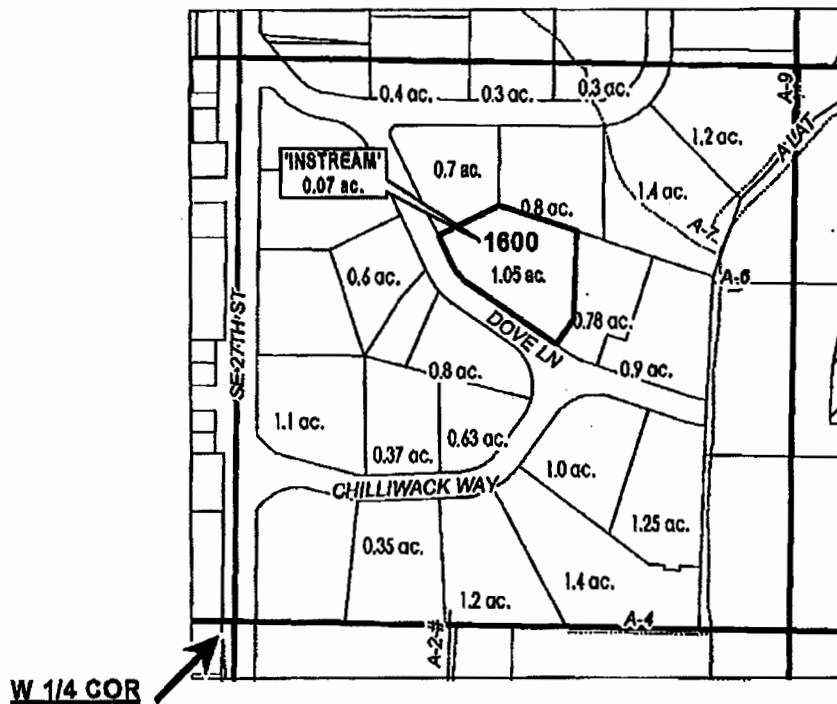 0.4 ac.
0.3 ac.
0.3 ac.
A-9
1.2 ac.
A LAT
'INSTREAM'
0.07 ac.
0.7 ac.
0.8 ac.
1.4 ac.
A-7
1600
1.05 ac.
A-6
0.6 ac.
SE 27TH ST
DOVE LN
0.78 ac.
0.8 ac.
0.9 ac.
1.1 ac.
0.37 ac.
0.63 ac.
1.0 ac.
CHILLIWACK WAY
1.25 ac.
0.35 ac.
1.4 ac.
1.2 ac.
A-4
A-2-#
W 1/4 COR